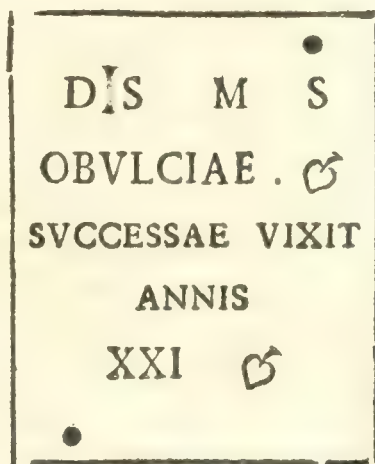 DIS M S
OBVLCIAE . ❦
SVCCESSAE VIXIT
ANNIS
XXI ❦